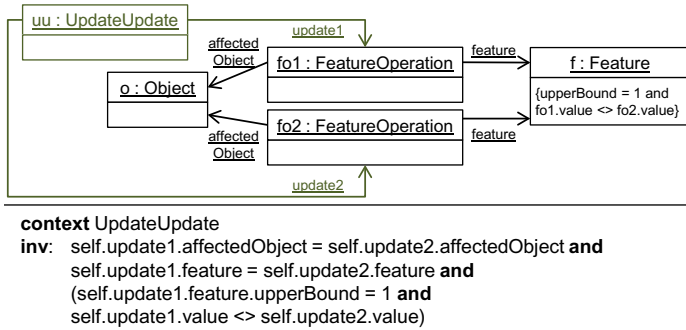 uu : UpdateUpdate
update1
affected
Object
fo1 : FeatureOperation
feature
f : Feature
o : Object
{upperBound = 1 and
fo1.value <> fo2.value}
fo2 : FeatureOperation
affected
Object
feature
update2
context UpdateUpdate
inv: self.update1.affectedObject = self.update2.affectedObject and
self.update1.feature = self.update2.feature and
(self.update1.feature.upperBound = 1 and
self.update1.value <> self.update2.value)